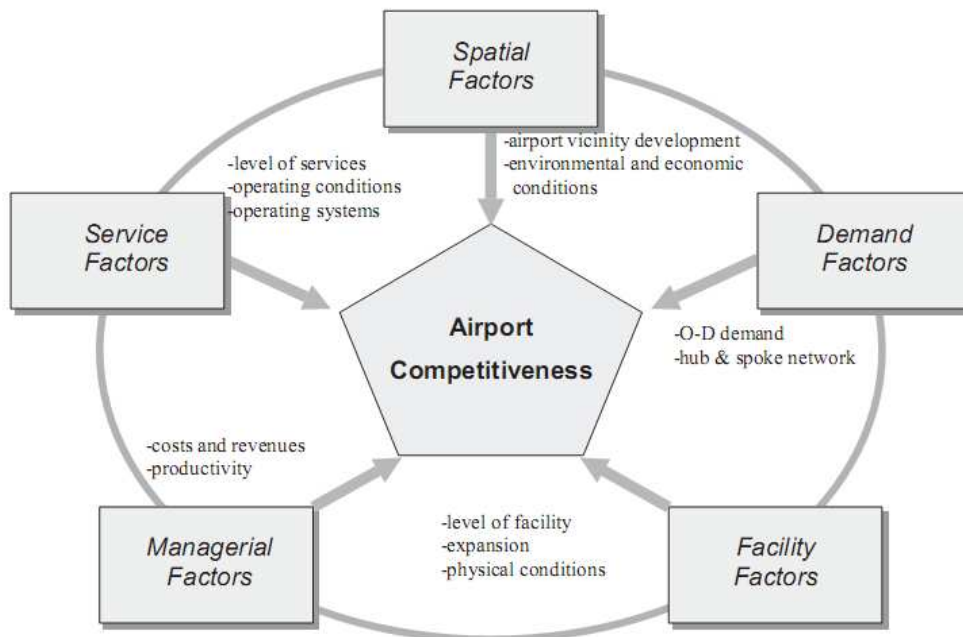 Spatial
Factors
-airport vicinity development
-environmental and economic
conditions
-level of services
-operating conditions
-operating systems
Service
Factors
Demand
Factors
Airport
Competitiveness
-O-D demand
-hub & spoke network
-costs and revenues
-productivity
Managerial
Factors
-level of facility
-expansion
-physical conditions
Facility
Factors